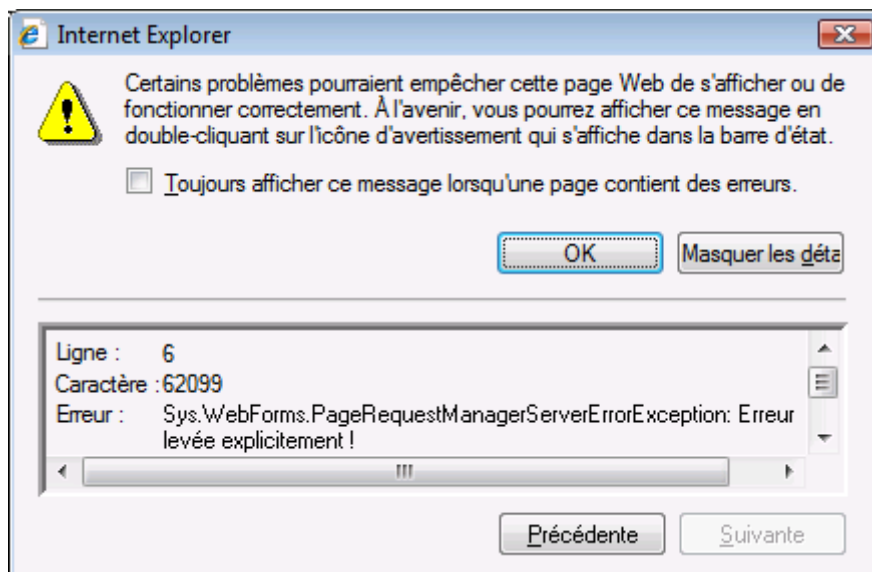 Internet Explorer
Certains problèmes pourraient empêcher cette page Web de s'afficher ou de
fonctionner correctement. À l'avenir, vous pourrez afficher ce message en
double-cliquant sur l'icône d'avertissement qui s'affiche dans la barre d'état.
Toujours afficher ce message lorsqu'une page contient des erreurs.
OK Masquer les déta
Ligne : 6
Caractère : 62099
Erreur : Sys.WebForms.PageRequestManagerServerErrorException: Erreur
levée explicitement !
Précédente Suivante